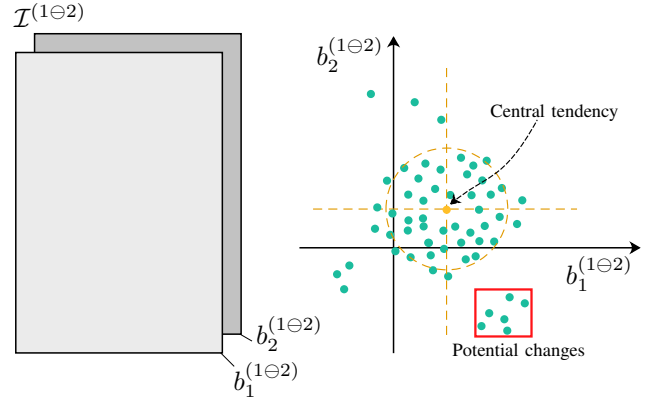 𝓘^(1⊖2)
b_2^(1⊖2)
b_1^(1⊖2)
b_2^(1⊖2)
Central tendency
b_1^(1⊖2)
Potential changes